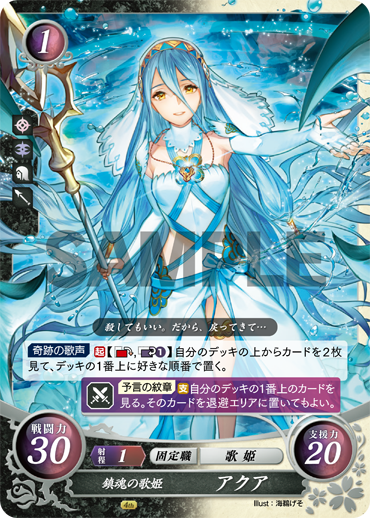 1
SAMPLE
殺してもいい。だから、戻ってきて…
奇跡の歌声 起【 , 1】自分のデッキの上からカードを2枚
見て、デッキの1番上に好きな順番で置く。
予言の紋章 支 自分のデッキの1番上のカードを
見る。そのカードを退避エリアに置いてもよい。
戦闘力
30
射程 1 固定職 歌姫
支援力
20
鎮魂の歌姫 アクア
4th
Illust：海鵜げそ